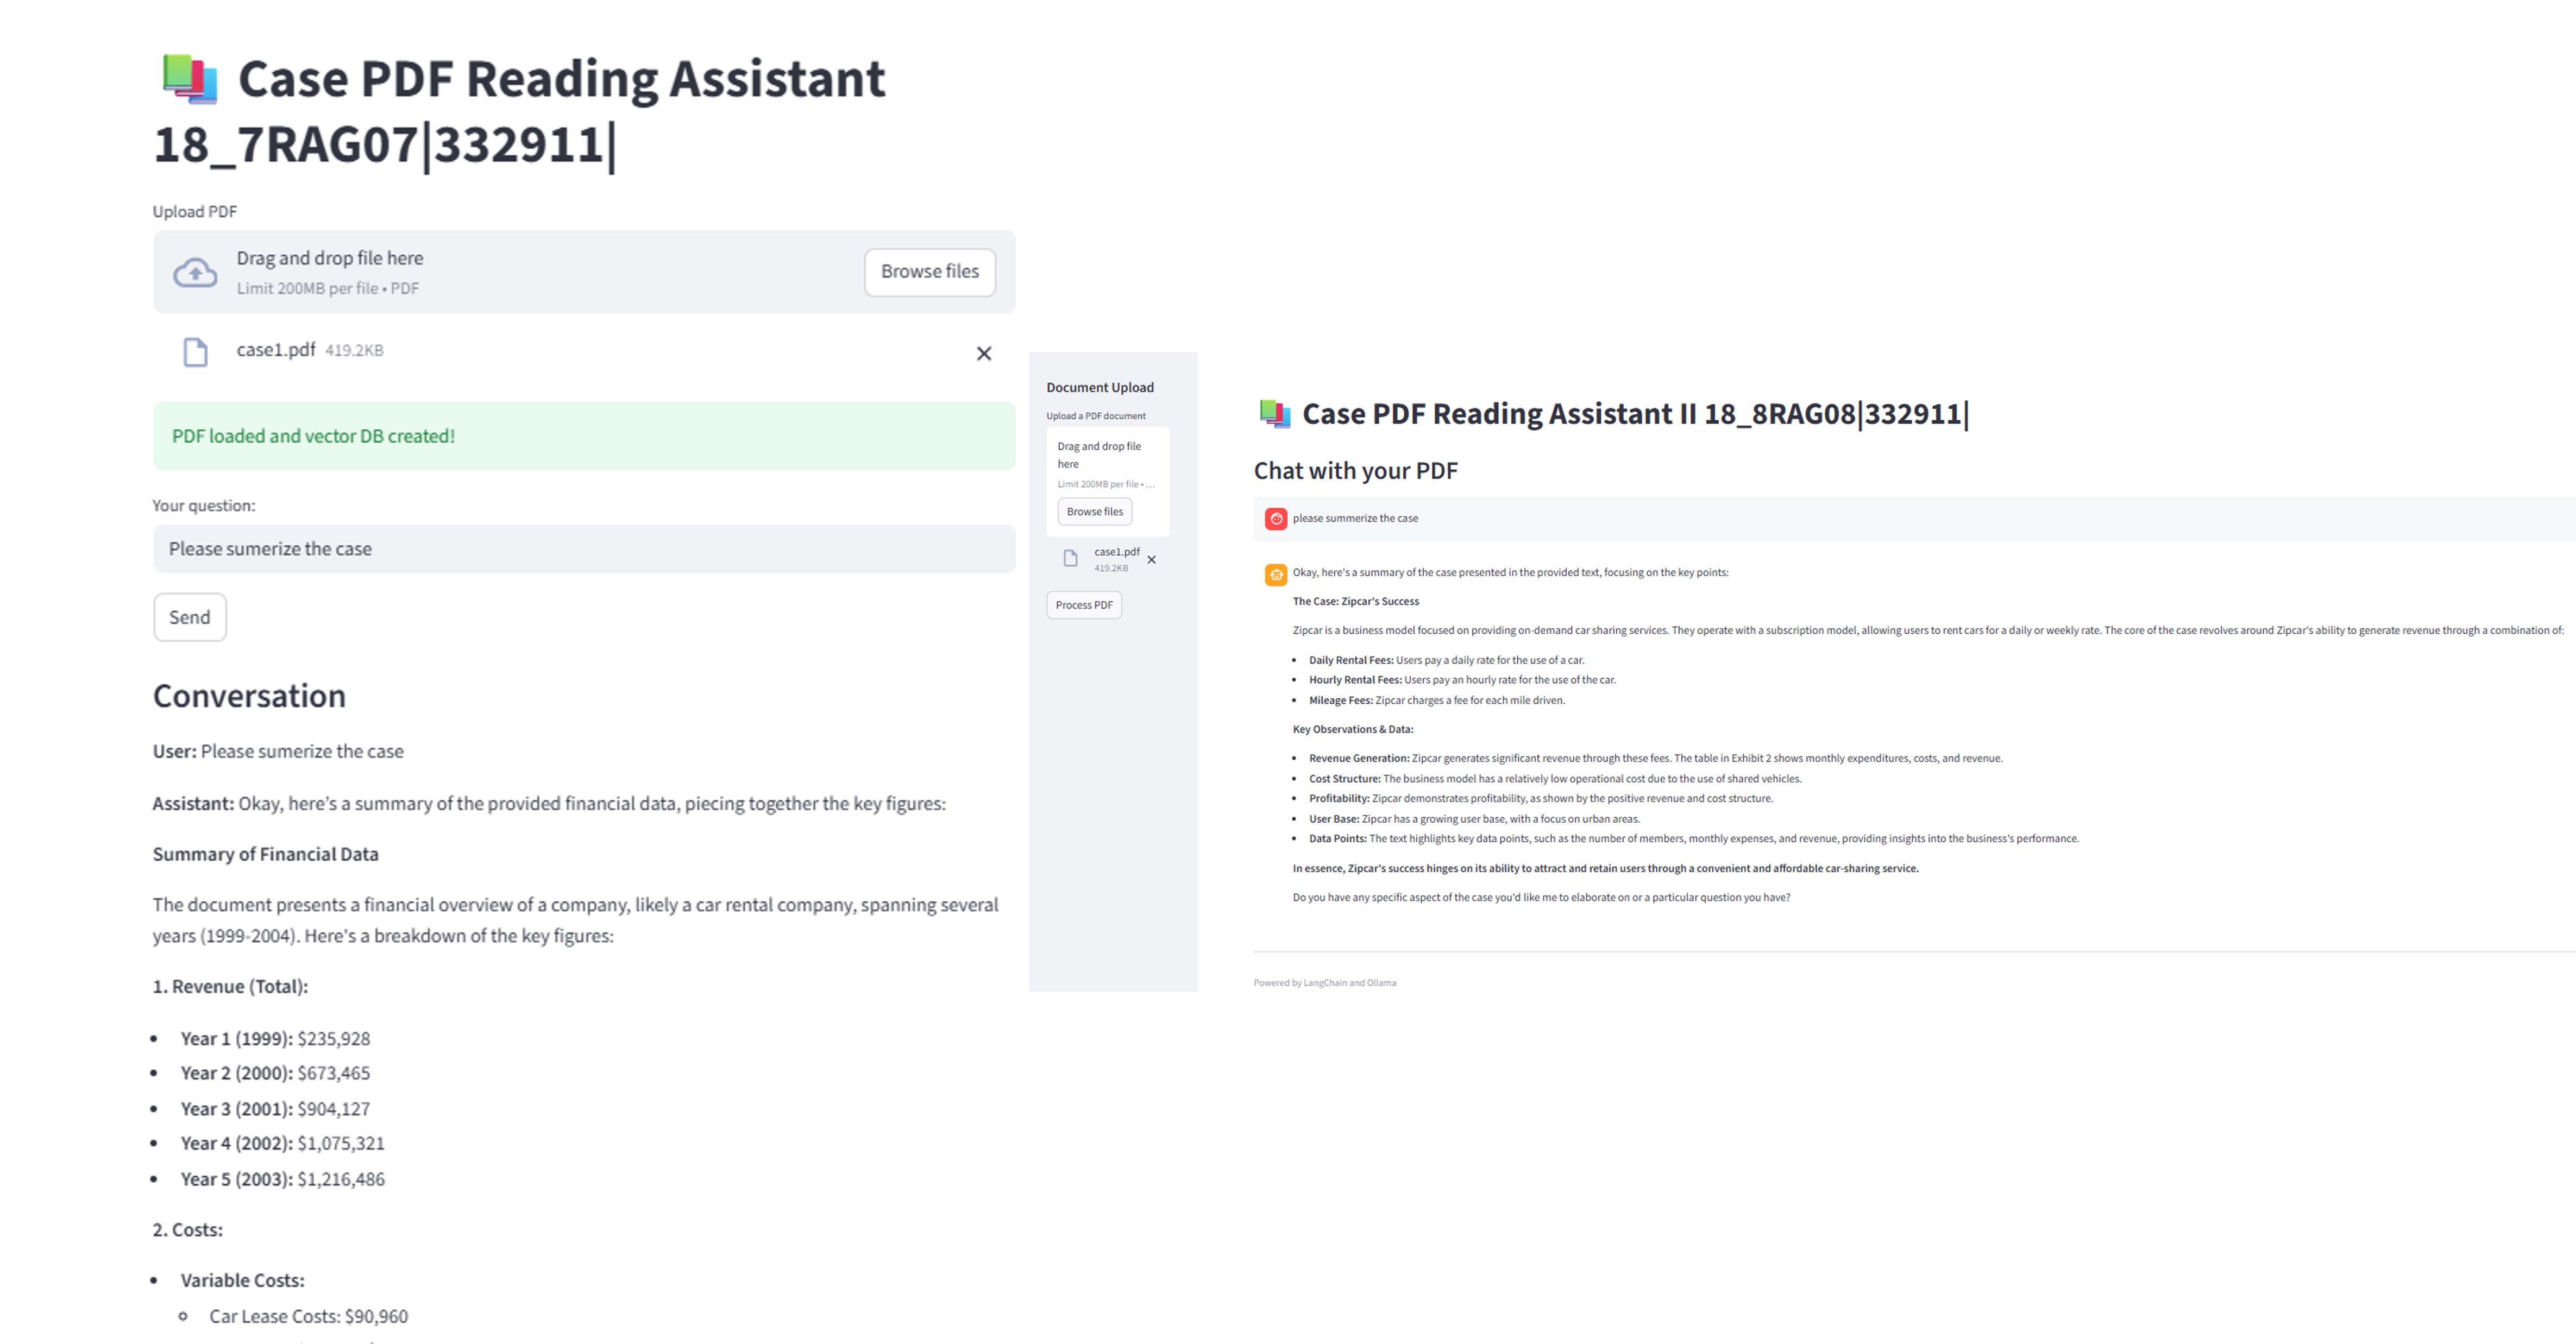 Case PDF Reading Assistant
18_7RAG07|332911|
Upload PDF
Drag and drop file here
Limit 200MB per file • PDF
Browse files
case1.pdf 419.2KB
PDF loaded and vector DB created!
Your question:
Please sumerize the case
Send
Conversation
User: Please sumerize the case
Assistant: Okay, here's a summary of the provided financial data, piecing together the key figures:
Summary of Financial Data
The document presents a financial overview of a company, likely a car rental company, spanning several
years (1999-2004). Here's a breakdown of the key figures:
1. Revenue (Total):
• Year 1 (1999): $235,928
• Year 2 (2000): $673,465
• Year 3 (2001): $904,127
• Year 4 (2002): $1,075,321
• Year 5 (2003): $1,216,486
2. Costs:
• Variable Costs:
Car Lease Costs: $90,960
Document Upload
Upload a PDF document
Drag and drop file
here
Limit 200MB per file • …
Browse files
case1.pdf
419.2KB
Process PDF
Case PDF Reading Assistant II 18_8RAG08|332911|
Chat with your PDF
please summerize the case
Okay, here's a summary of the case presented in the provided text, focusing on the key points:
The Case: Zipcar's Success
Zipcar is a business model focused on providing on-demand car sharing services. They operate with a subscription model, allowing users to rent cars for a daily or weekly rate. The core of the case revolves around Zipcar's ability to generate revenue through a combination of:
• Daily Rental Fees: Users pay a daily rate for the use of a car.
• Hourly Rental Fees: Users pay an hourly rate for the use of the car.
• Mileage Fees: Zipcar charges a fee for each mile driven.
Key Observations & Data:
• Revenue Generation: Zipcar generates significant revenue through these fees. The table in Exhibit 2 shows monthly expenditures, costs, and revenue.
• Cost Structure: The business model has a relatively low operational cost due to the use of shared vehicles.
• Profitability: Zipcar demonstrates profitability, as shown by the positive revenue and cost structure.
• User Base: Zipcar has a growing user base, with a focus on urban areas.
• Data Points: The text highlights key data points, such as the number of members, monthly expenses, and revenue, providing insights into the business's performance.
In essence, Zipcar's success hinges on its ability to attract and retain users through a convenient and affordable car-sharing service.
Do you have any specific aspect of the case you'd like me to elaborate on or a particular question you have?
Powered by LangChain and Ollama